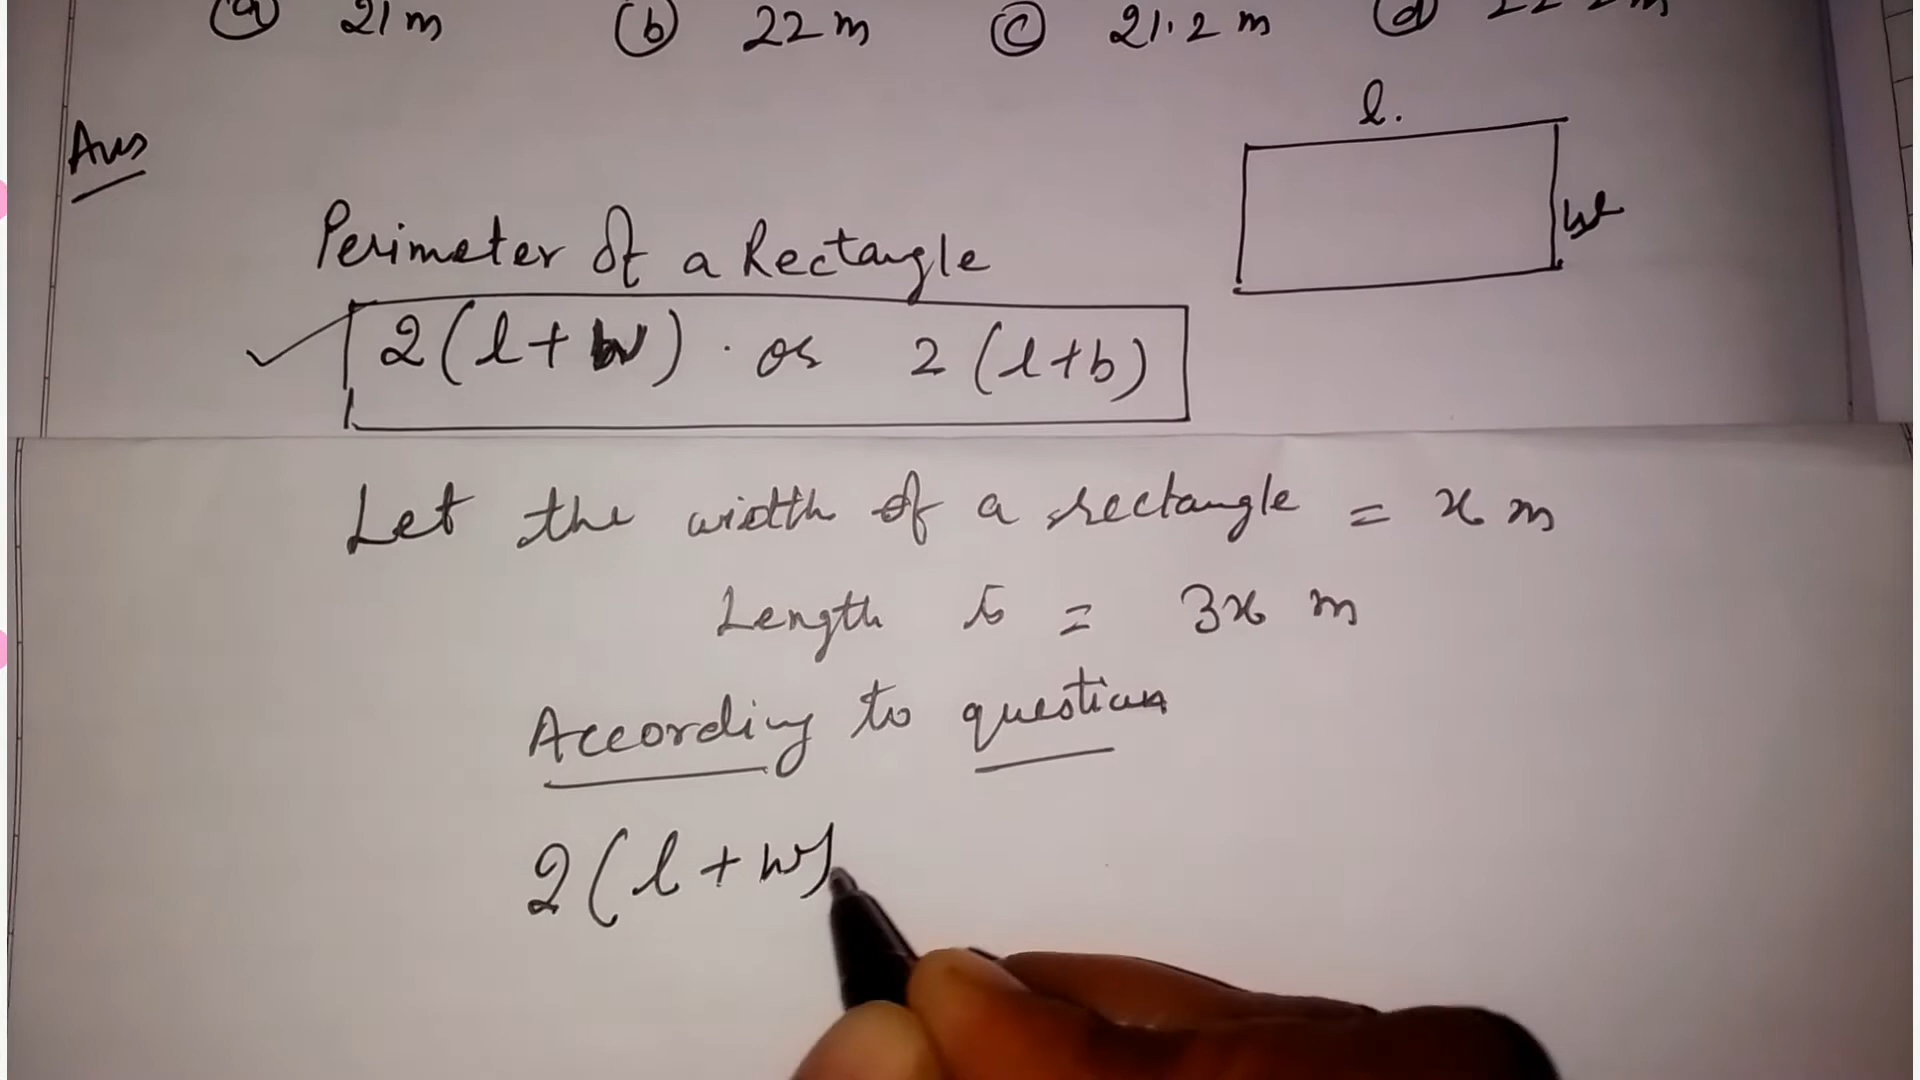 (a) 21 m (b) 22 m (c) 21.2 m (d)
l.
Ans
w
Perimeter of a Rectangle
2(l+w). or 2(l+b)
Let the width of a rectangle = x m
Length is = 3x m
According to question
2(l+w)